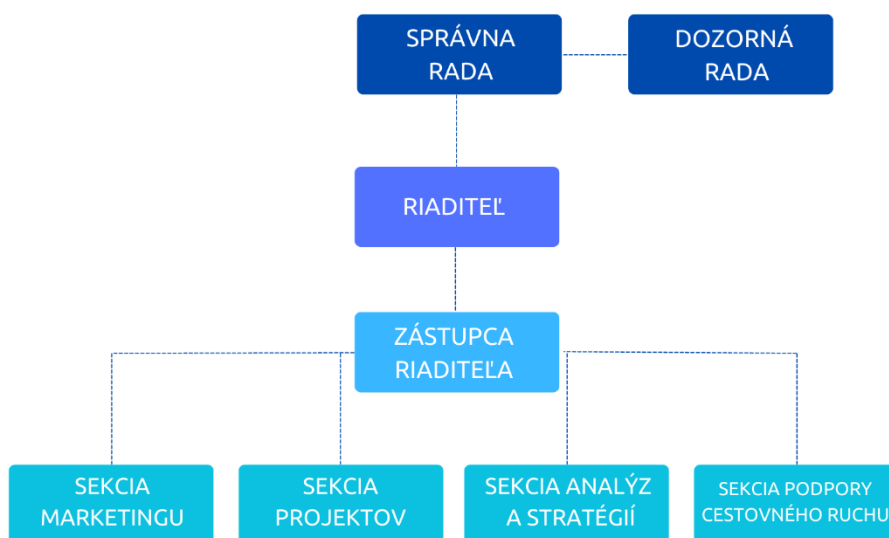 SPRÁVNA
RADA
DOZORNÁ
RADA
RIADITEĽ
ZÁSTUPCA
RIADITEĽA
SEKCIA
MARKETINGU
SEKCIA
PROJEKTOV
SEKCIA ANALÝZ
A STRATÉGIÍ
SEKCIA PODPORY
CESTOVNÉHO RUCHU